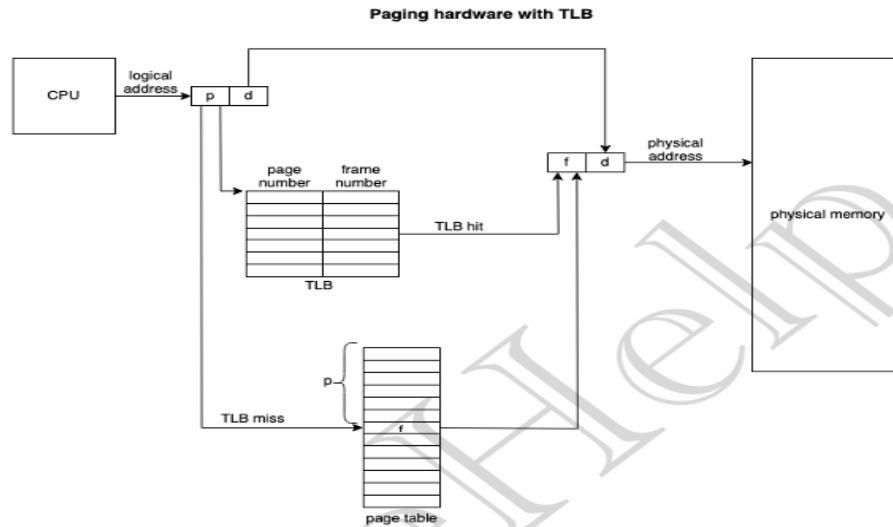 Paging hardware with TLB
CPU
logical
address
p d
page
number
frame
number
TLB
TLB hit
f d
physical
address
physical memory
p
TLB miss
f
page table
Help